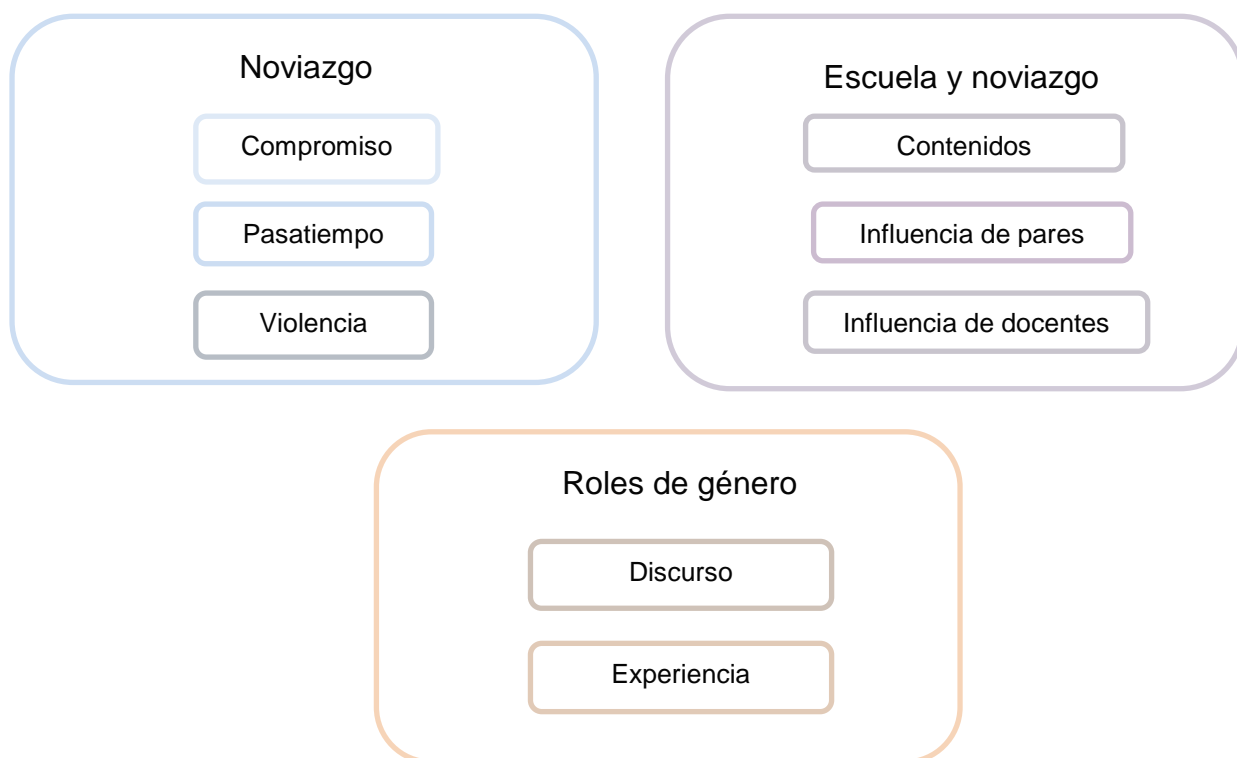 Noviazgo
Compromiso
Pasatiempo
Violencia
Escuela y noviazgo
Contenidos
Influencia de pares
Influencia de docentes
Roles de género
Discurso
Experiencia